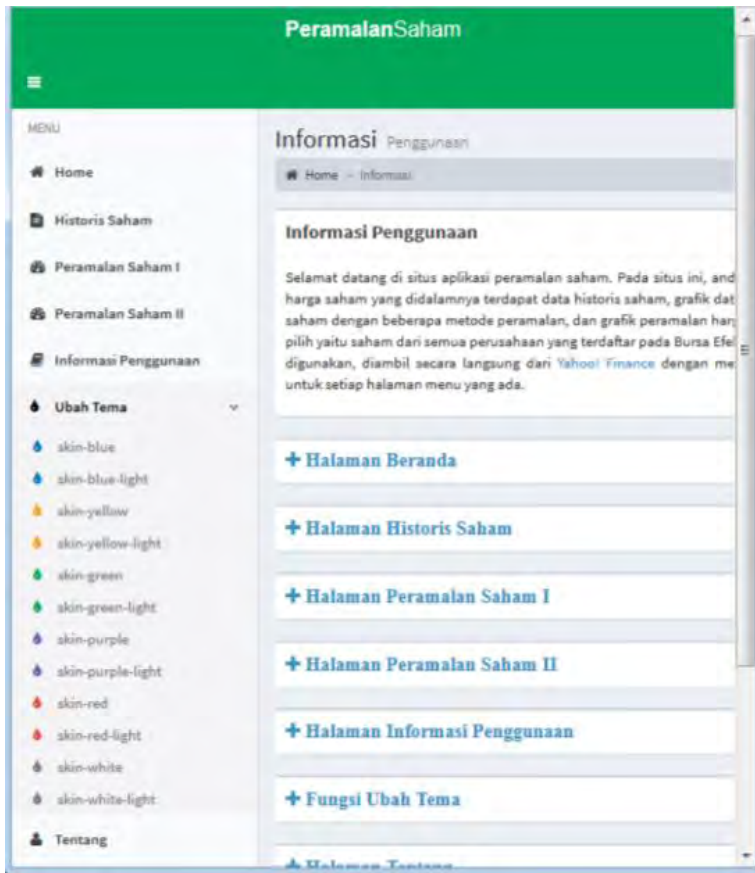 PeramalanSaham
MENU
Home
Historis Saham
Peramalan Saham I
Peramalan Saham II
Informasi Penggunaan
Ubah Tema
skin-blue
skin-blue-light
skin-yellow
skin-yellow-light
skin-green
skin-green-light
skin-purple
skin-purple-light
skin-red
skin-red-light
skin-white
skin-white-light
Tentang
Informasi Penggunaan
Home Informasi
Informasi Penggunaan
Selamat datang di situs aplikasi peramalan saham. Pada situs ini, and
harga saham yang didalamnya terdapat data historis saham, grafik dat
saham dengan beberapa metode peramalan, dan grafik peramalan har
pilih yaitu saham dari semua perusahaan yang terdaftar pada Bursa Efe
digunakan, diambil secara langsung dari Yahoo! Finance dengan me
untuk setiap halaman menu yang ada.
Halaman Beranda
Halaman Historis Saham
Halaman Peramalan Saham I
Halaman Peramalan Saham II
Halaman Informasi Penggunaan
Fungsi Ubah Tema
Halaman Tentang